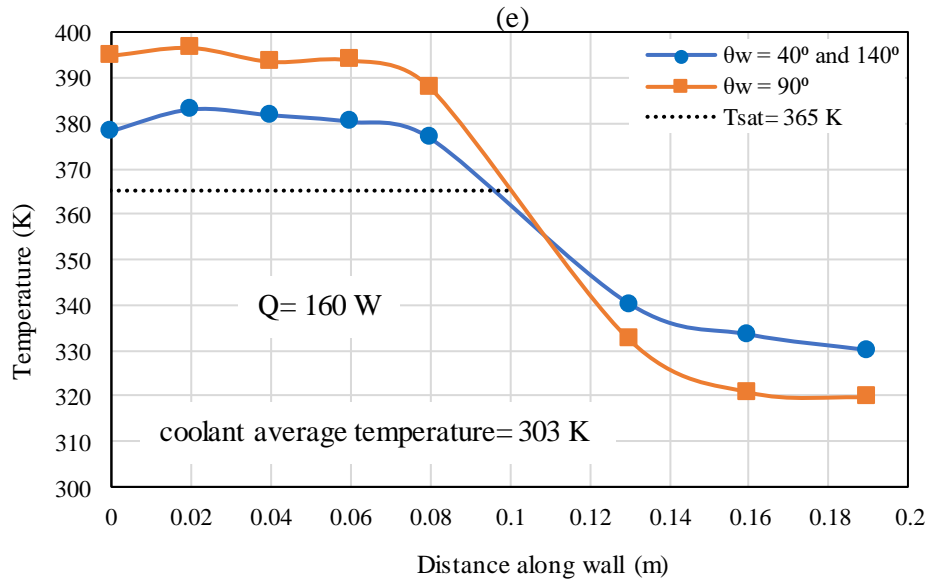 (e)
400
390
380
370
360
350
340
330
320
310
300
Temperature (K)
θw = 40º and 140º
θw = 90º
Tsat= 365 K
Q= 160 W
coolant average temperature= 303 K
0 0.02 0.04 0.06 0.08 0.1 0.12 0.14 0.16 0.18 0.2
Distance along wall (m)